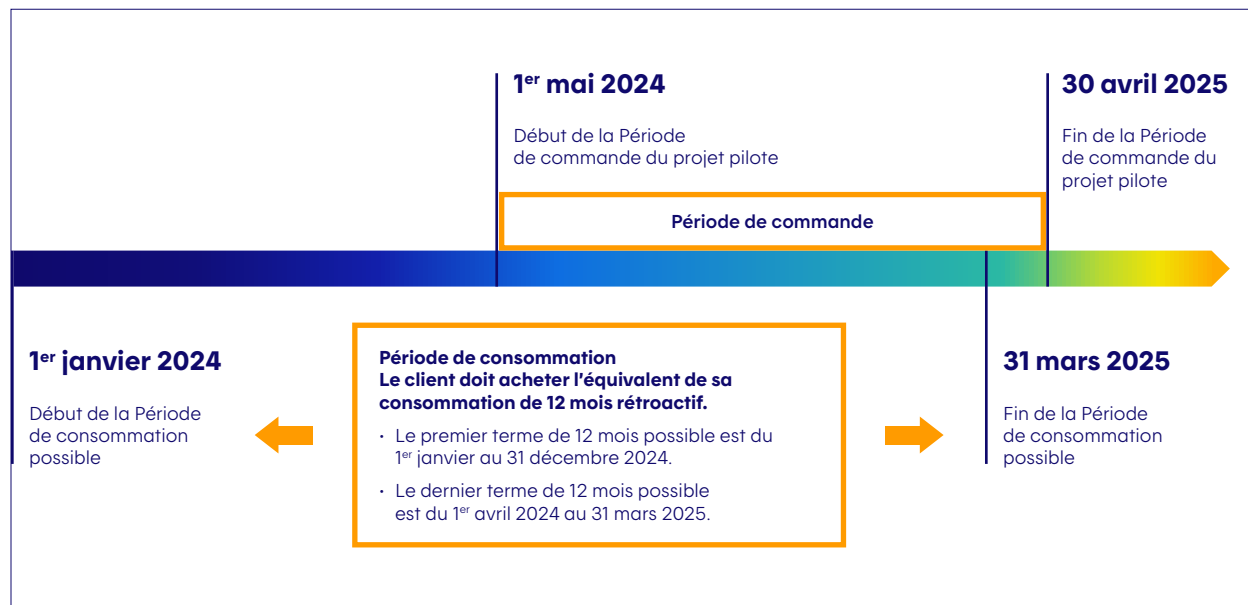 1er mai 2024
Début de la Période
de commande du projet pilote
30 avril 2025
Fin de la Période
de commande du
projet pilote
Période de commande
1er janvier 2024
Début de la Période
de consommation
possible
Période de consommation
Le client doit acheter l'équivalent de sa
consommation de 12 mois rétroactif.
· Le premier terme de 12 mois possible est du
1er janvier au 31 décembre 2024.
· Le dernier terme de 12 mois possible
est du 1er avril 2024 au 31 mars 2025.
31 mars 2025
Fin de la Période
de consommation
possible